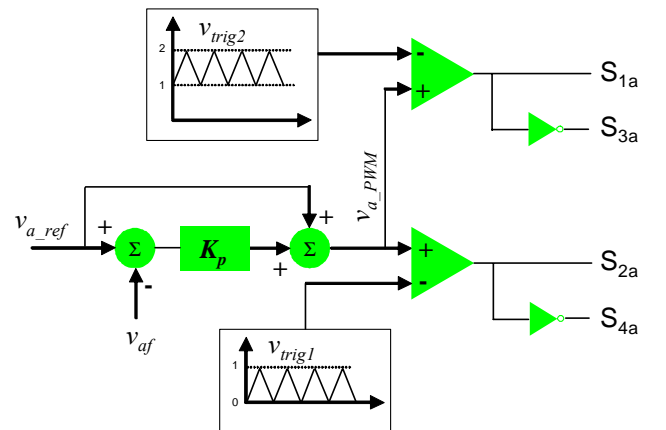 v_trig2
2
1
-
+
S_1a
S_3a
v_a_PWM
v_a_ref
+
Σ
-
v_af
K_p
+
+
Σ
+
-
S_2a
S_4a
v_trig1
1
0